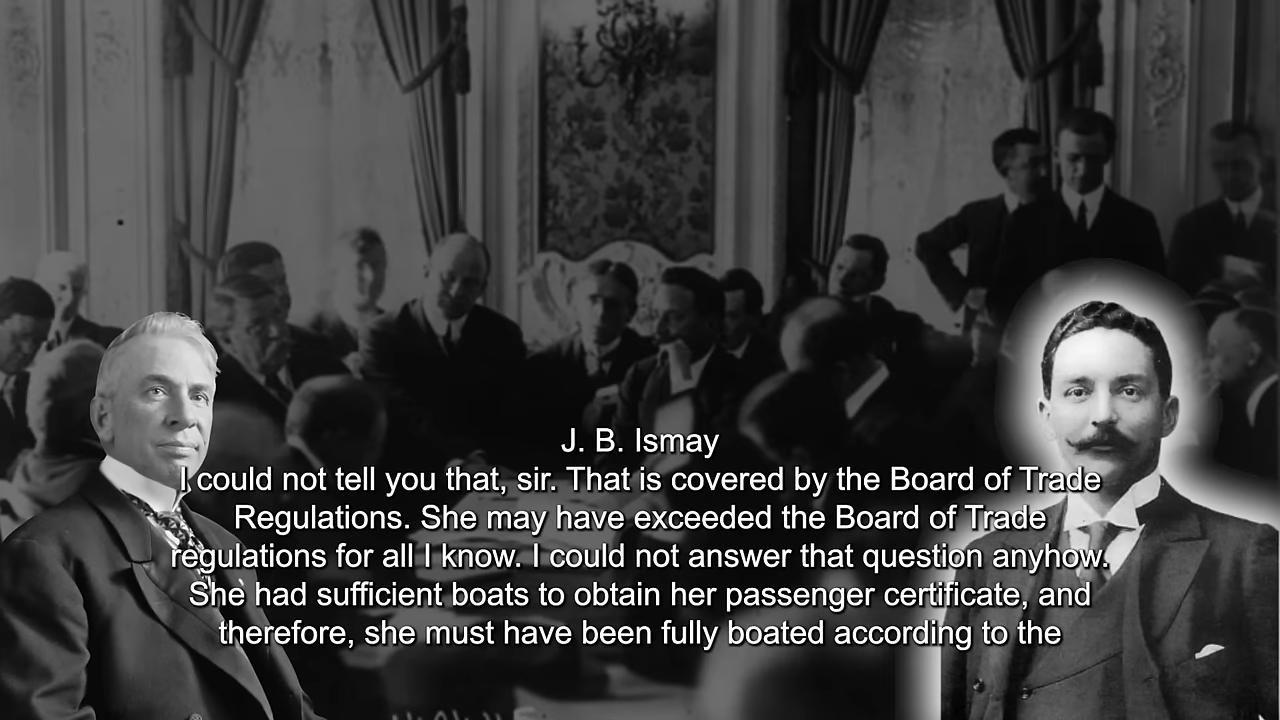 J. B. Ismay
I could not tell you that, sir. That is covered by the Board of Trade
Regulations. She may have exceeded the Board of Trade
regulations for all I know. I could not answer that question anyhow.
She had sufficient boats to obtain her passenger certificate, and
therefore, she must have been fully boated according to the